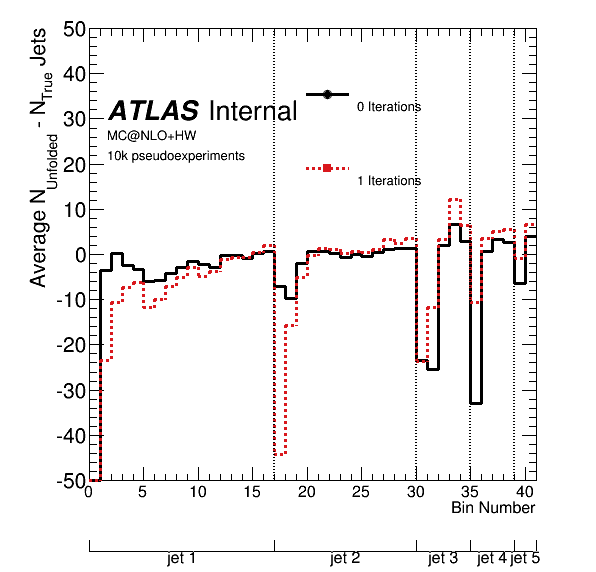 50
40
30
20
10
0
-10
-20
-30
-40
-50
Average N_Unfolded - N_True Jets
ATLAS Internal
MC@NLO+HW
10k pseudoexperiments
0 Iterations
1 Iterations
0 5 10 15 20 25 30 35 40
Bin Number
jet 1 jet 2 jet 3 jet 4 jet 5